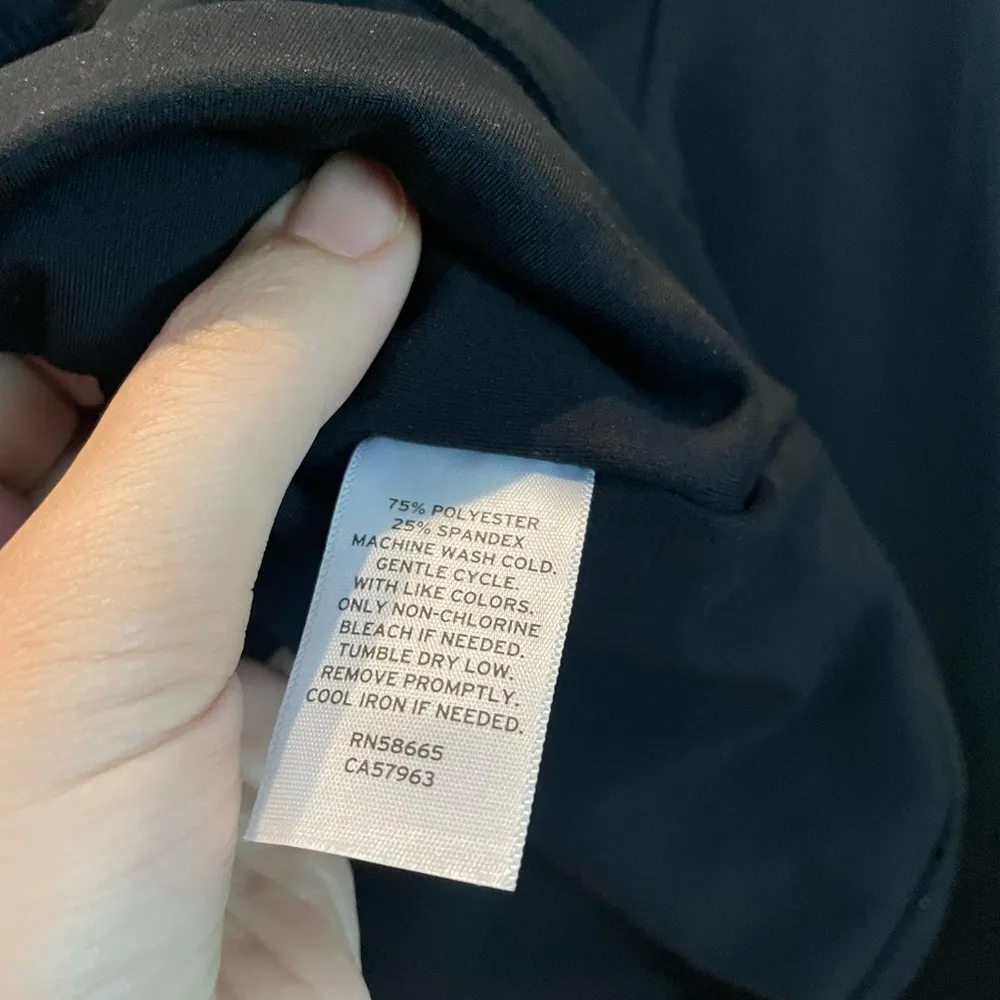 75% POLYESTER
25% SPANDEX
MACHINE WASH COLD.
GENTLE CYCLE.
WITH LIKE COLORS.
ONLY NON-CHLORINE
BLEACH IF NEEDED.
TUMBLE DRY LOW.
REMOVE PROMPTLY.
COOL IRON IF NEEDED.
RN58665
CA57963